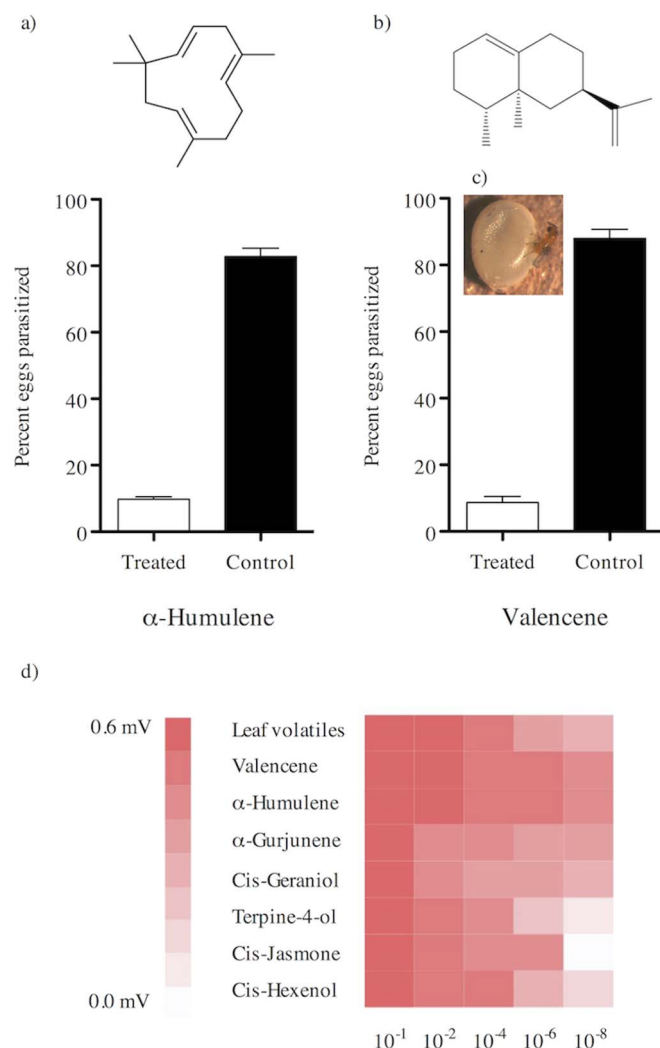 a)
b)
c)
100
80
60
40
20
0
Percent eggs parasitized
Treated
Control
α-Humulene
100
80
60
40
20
0
Percent eggs parasitized
Treated
Control
Valencene
d)
0.6 mV
0.0 mV
Leaf volatiles
Valencene
α-Humulene
α-Gurjunene
Cis-Geraniol
Terpine-4-ol
Cis-Jasmone
Cis-Hexenol
10⁻¹ 10⁻² 10⁻⁴ 10⁻⁶ 10⁻⁸